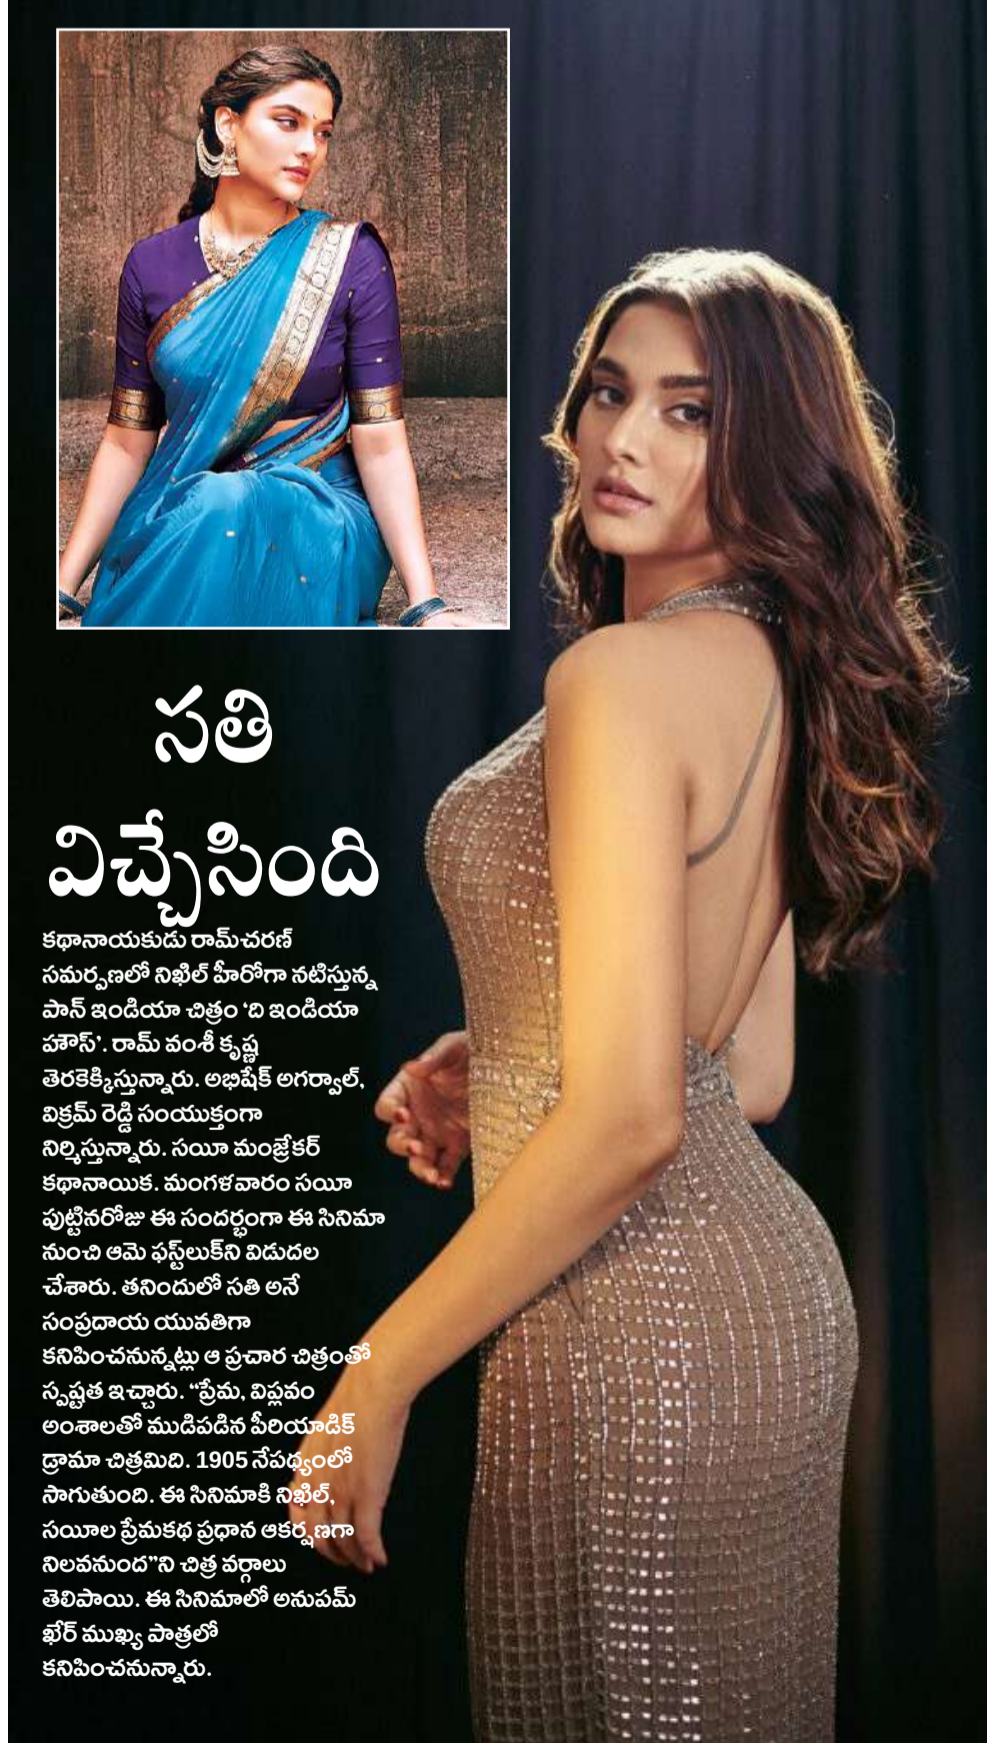 సతి
విచ్చేసింది
కథానాయకుడు రామ్‌చరణ్
సమర్పణలో నిఖిల్ హీరోగా నటిస్తున్న
పాన్ ఇండియా చిత్రం ‘ది ఇండియా
హౌస్’. రామ్ వంశీ కృష్ణ
తెరకెక్కిస్తున్నారు. అభిషేక్ అగర్వాల్,
విక్రమ్ రెడ్డి సంయుక్తంగా
నిర్మిస్తున్నారు. సయీ మంజ్రేకర్
కథానాయిక. మంగళవారం సయీ
పుట్టినరోజు ఈ సందర్భంగా ఈ సినిమా
నుంచి ఆమె ఫస్ట్‌లుక్‌ని విడుదల
చేశారు. తనిందులో సతి అనే
సంప్రదాయ యువతిగా
కనిపించనున్నట్లు ఆ ప్రచార చిత్రంతో
స్పష్టత ఇచ్చారు. “ప్రేమ, విప్లవం
అంశాలతో ముడిపడిన పీరియాడిక్
డ్రామా చిత్రమిది. 1905 నేపథ్యంలో
సాగుతుంది. ఈ సినిమాకి నిఖిల్,
సయీల ప్రేమకథ ప్రధాన ఆకర్షణగా
నిలవనుంద”ని చిత్ర వర్గాలు
తెలిపాయి. ఈ సినిమాలో అనుపమ్
ఖేర్ ముఖ్య పాత్రలో
కనిపించనున్నారు.